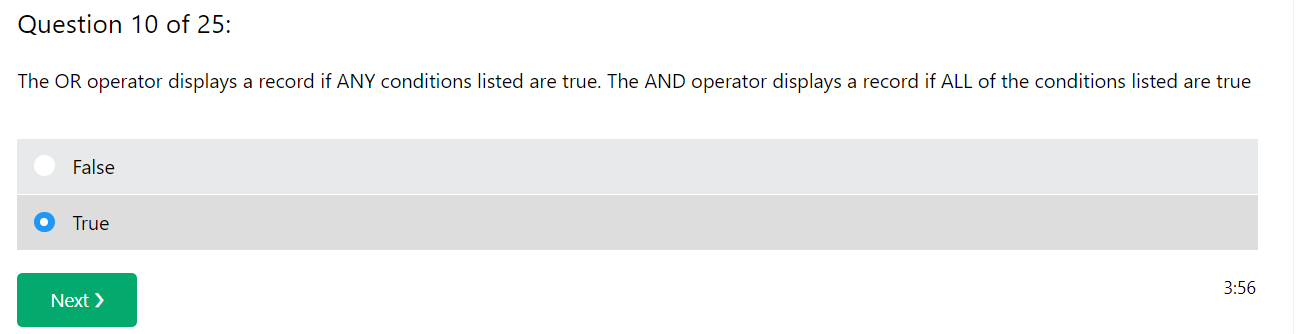 Question 10 of 25:
The OR operator displays a record if ANY conditions listed are true. The AND operator displays a record if ALL of the conditions listed are true
False
True
Next ❯
3:56